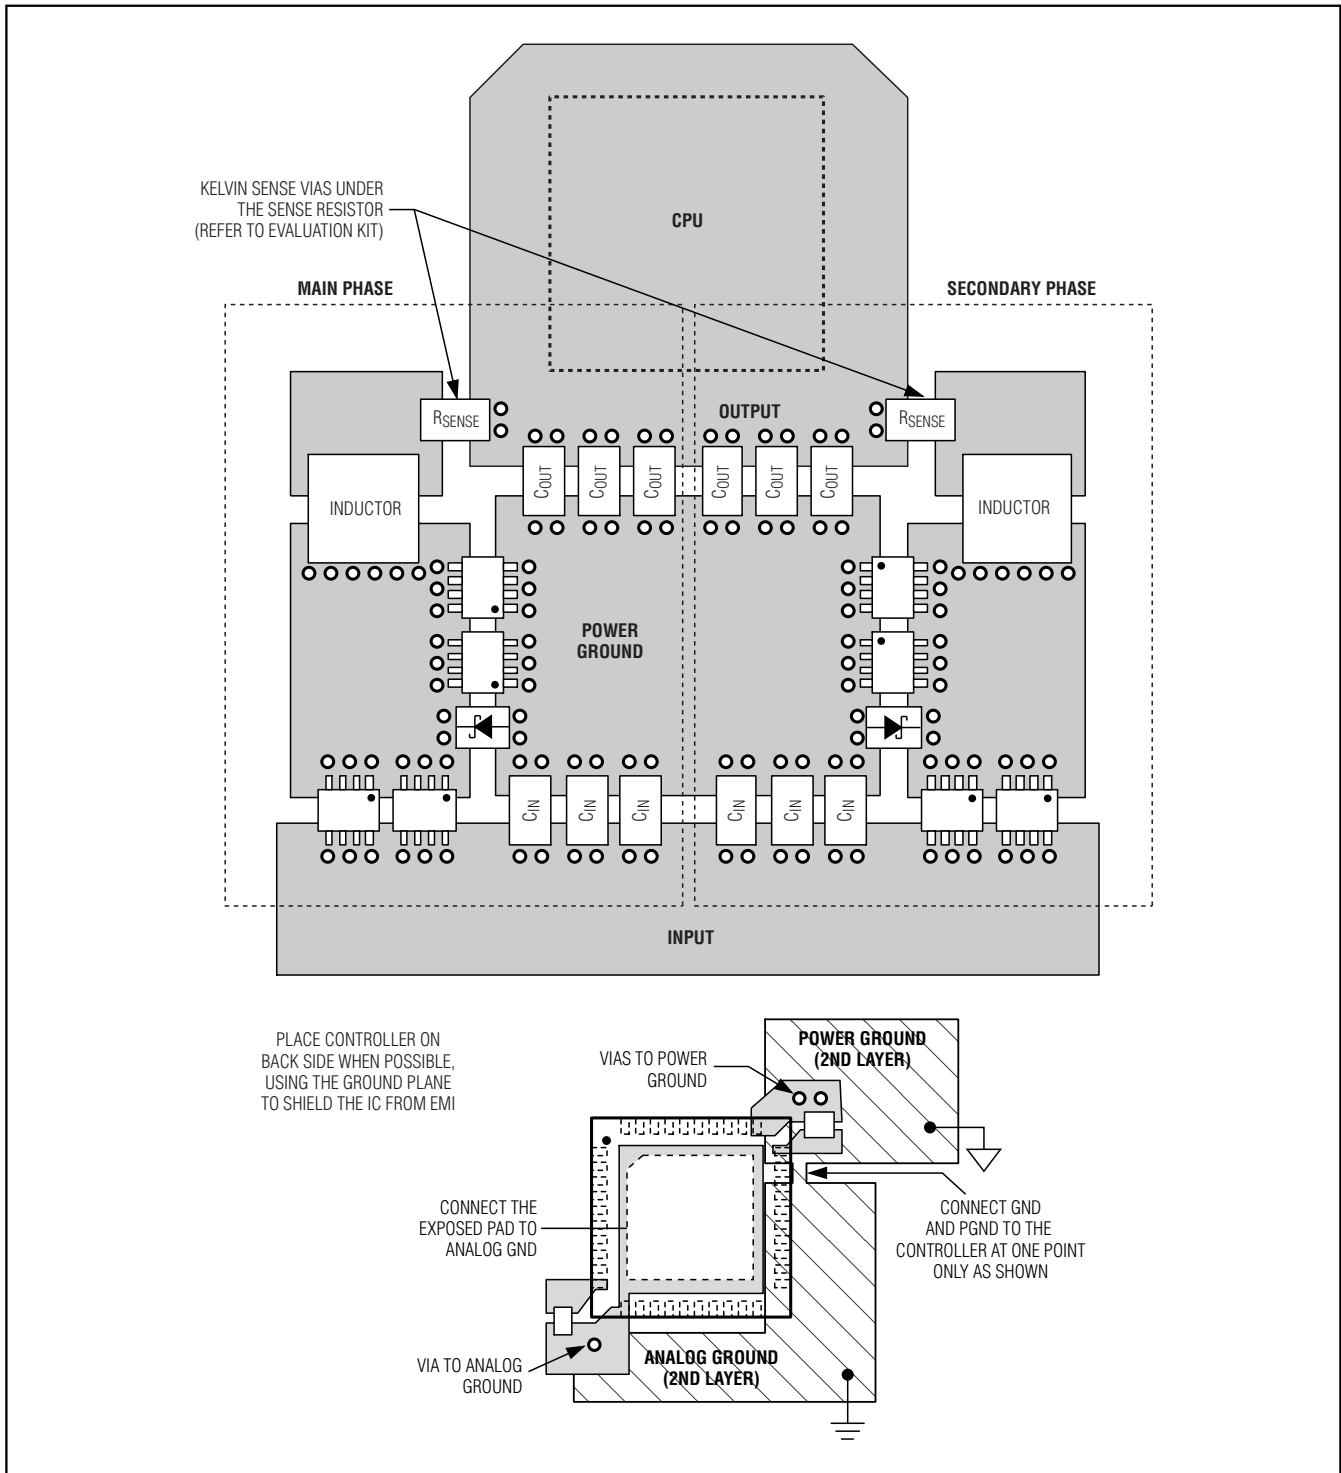 CPU
KELVIN SENSE VIAS UNDER
THE SENSE RESISTOR
(REFER TO EVALUATION KIT)
MAIN PHASE
SECONDARY PHASE
RSENSE
OUTPUT
RSENSE
COUT
COUT
COUT
COUT
COUT
COUT
INDUCTOR
INDUCTOR
POWER
GROUND
CIN
CIN
CIN
CIN
CIN
CIN
INPUT
PLACE CONTROLLER ON
BACK SIDE WHEN POSSIBLE,
USING THE GROUND PLANE
TO SHIELD THE IC FROM EMI
VIAS TO POWER
GROUND
POWER GROUND
(2ND LAYER)
CONNECT THE
EXPOSED PAD TO
ANALOG GND
CONNECT GND
AND PGND TO THE
CONTROLLER AT ONE POINT
ONLY AS SHOWN
VIA TO ANALOG
GROUND
ANALOG GROUND
(2ND LAYER)